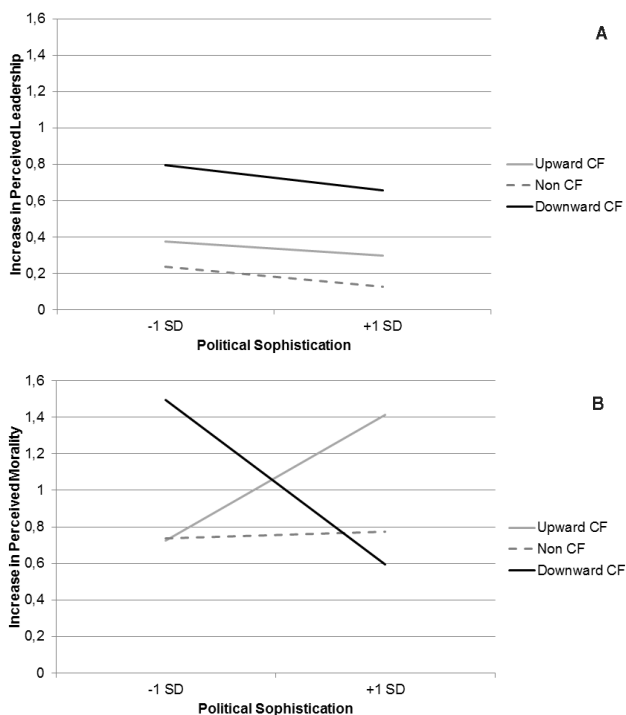 A
1,6
1,4
1,2
1
0,8
0,6
0,4
0,2
0
Increase in Perceived Leadership
-1 SD
+1 SD
Political Sophistication
Upward CF
Non CF
Downward CF
B
1,6
1,4
1,2
1
0,8
0,6
0,4
0,2
0
Increase in Perceived Morality
-1 SD
+1 SD
Political Sophistication
Upward CF
Non CF
Downward CF